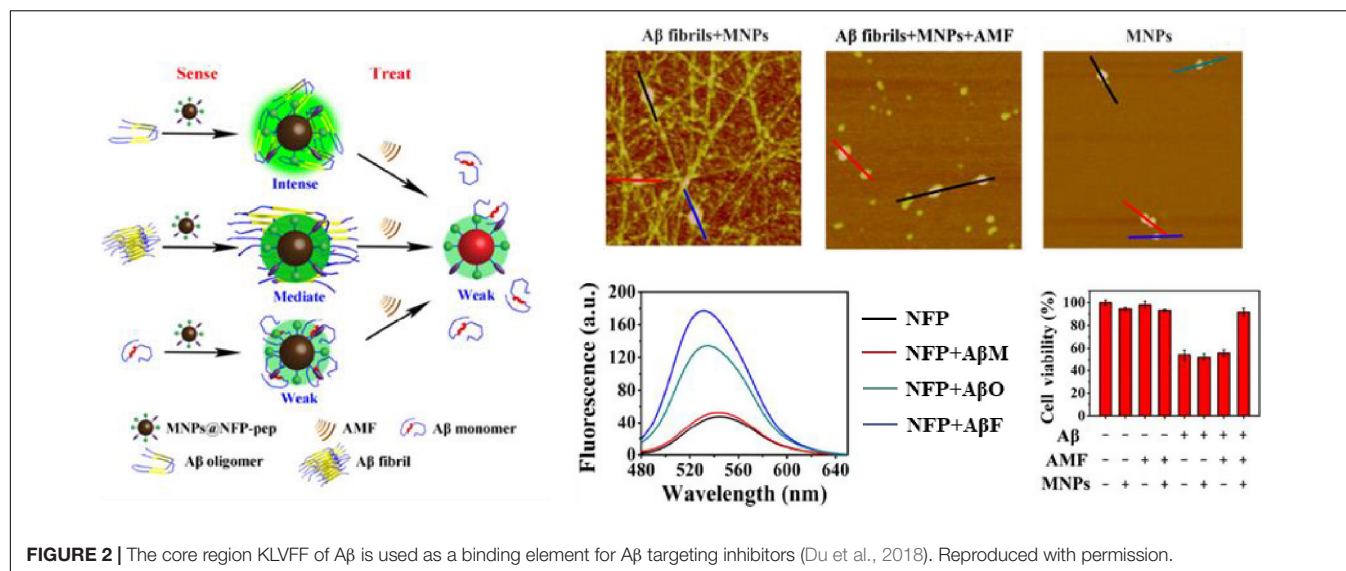 Sense Treat
Intense
Mediate
Weak
Weak
MNPs@NFP-pep AMF Aβ monomer
Aβ oligomer Aβ fibril
Aβ fibrils+MNPs Aβ fibrils+MNPs+AMF MNPs
Fluorescence (a.u.)
200
160
120
80
40
0
480 520 560 600 640
Wavelength (nm)
NFP
NFP+AβM
NFP+AβO
NFP+AβF
Cell viability (%)
100
80
60
40
20
0
Aβ − − − − + + + +
AMF − − + + − − + +
MNPs − + − + − + − +
FIGURE 2 | The core region KLVFF of Aβ is used as a binding element for Aβ targeting inhibitors (Du et al., 2018). Reproduced with permission.